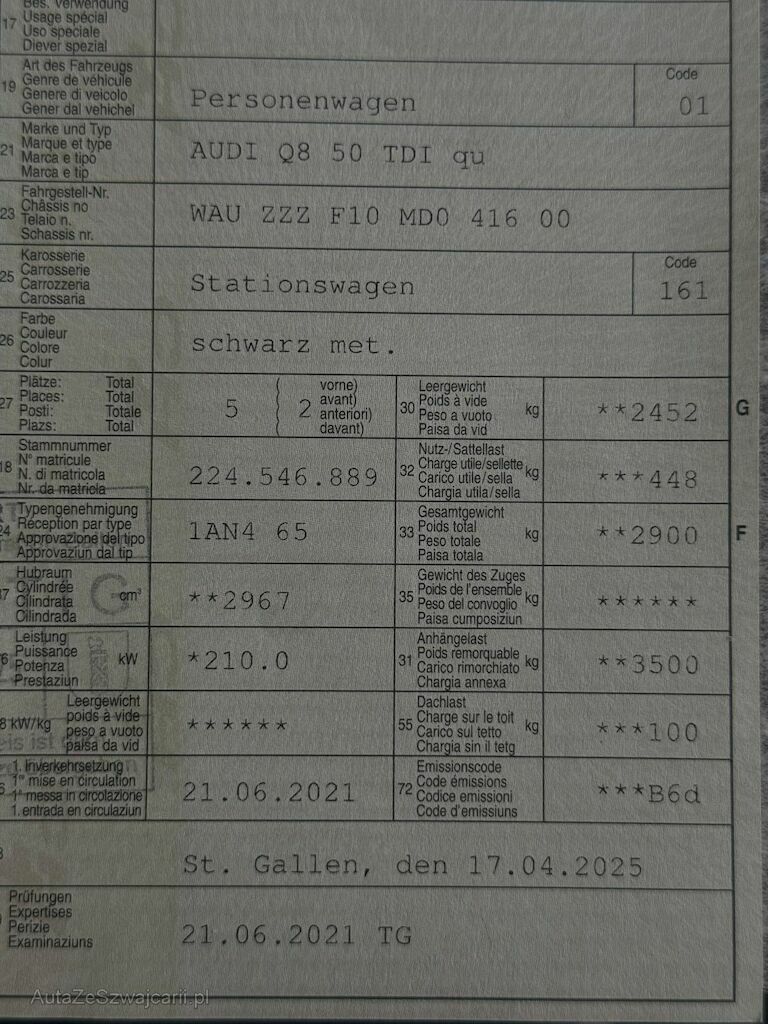 Bes. Verwendung
17 Usage spécial
Uso speciale
Diever spezial
19 Art des Fahrzeugs
Genre de véhicule
Genere di veicolo
Gener dal vehichel
Personenwagen
Code
01
21 Marke und Typ
Marque et type
Marca e tipo
Marca e tip
AUDI Q8 50 TDI qu
23 Fahrgestell-Nr.
Châssis no
Telaio n.
Schassis nr.
WAU ZZZ F10 MD0 416 00
25 Karosserie
Carrosserie
Carrozzeria
Carossaria
Stationswagen
Code
161
26 Farbe
Couleur
Colore
Colur
schwarz met.
27 Plätze: Total
Places: Total
Posti: Totale
Plazs: Total
5 ( 2 vorne)
avant)
anteriori)
davant)
30 Leergewicht
Poids à vide
Peso a vuoto
Paisa da vid
kg
**2452
G
18 Stammnummer
N° matricule
N. di matricola
Nr. da matricla
224.546.889
32 Nutz-/Sattellast
Charge utile/sellette
Carico utile/sella
Chargia utila/sella
kg
***448
24 Typengenehmigung
Réception par type
Approvazione del tipo
Approvaziun dal tip
1AN4 65
33 Gesamtgewicht
Poids total
Peso totale
Paisa totala
kg
**2900
F
37 Hubraum
Cylindrée
Cilindrata
Cilindrada
cm³
**2967
35 Gewicht des Zuges
Poids de l'ensemble
Peso del convoglio
Paisa cumposiziun
kg
******
76 Leistung
Puissance
Potenza
Prestaziun
kW
*210.0
31 Anhängelast
Poids remorquable
Carico rimorchiato
Chargia annexa
kg
**3500
kW/kg
Leergewicht
poids à vide
peso a vuoto
paisa da vid
******
55 Dachlast
Charge sur le toit
Carico sul tetto
Chargia sin il tetg
kg
***100
1. Inverkehrsetzung
1re mise en circulation
1a messa in circolazione
1. entrada en circulaziun
21.06.2021
72 Emissionscode
Code émissions
Codice emissioni
Code d'emissiuns
***B6d
St. Gallen, den 17.04.2025
Prüfungen
Expertises
Perizie
Examinaziuns
21.06.2021 TG
AutaZeSzwajcarii.pl